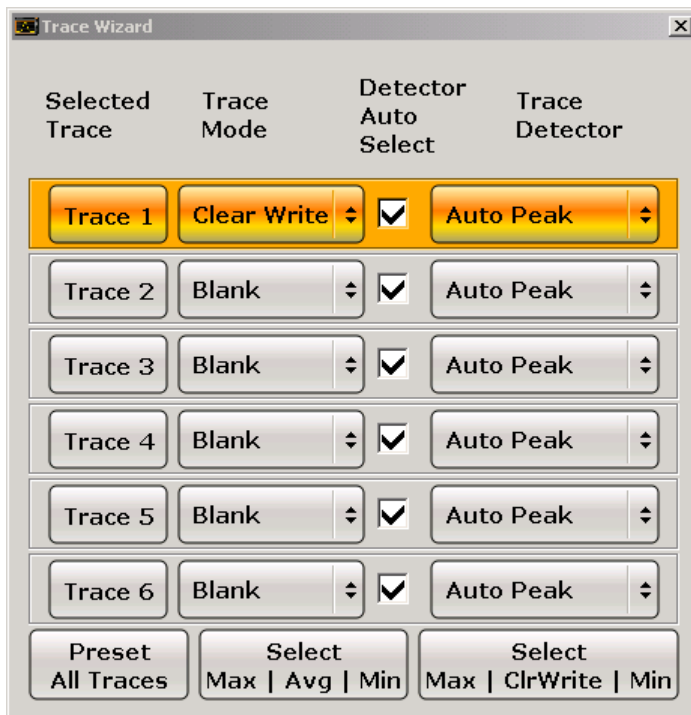 Trace Wizard
Selected Trace
Trace Mode
Detector Auto Select
Trace Detector
Trace 1 Clear Write Auto Peak
Trace 2 Blank Auto Peak
Trace 3 Blank Auto Peak
Trace 4 Blank Auto Peak
Trace 5 Blank Auto Peak
Trace 6 Blank Auto Peak
Preset
All Traces
Select
Max | Avg | Min
Select
Max | ClrWrite | Min